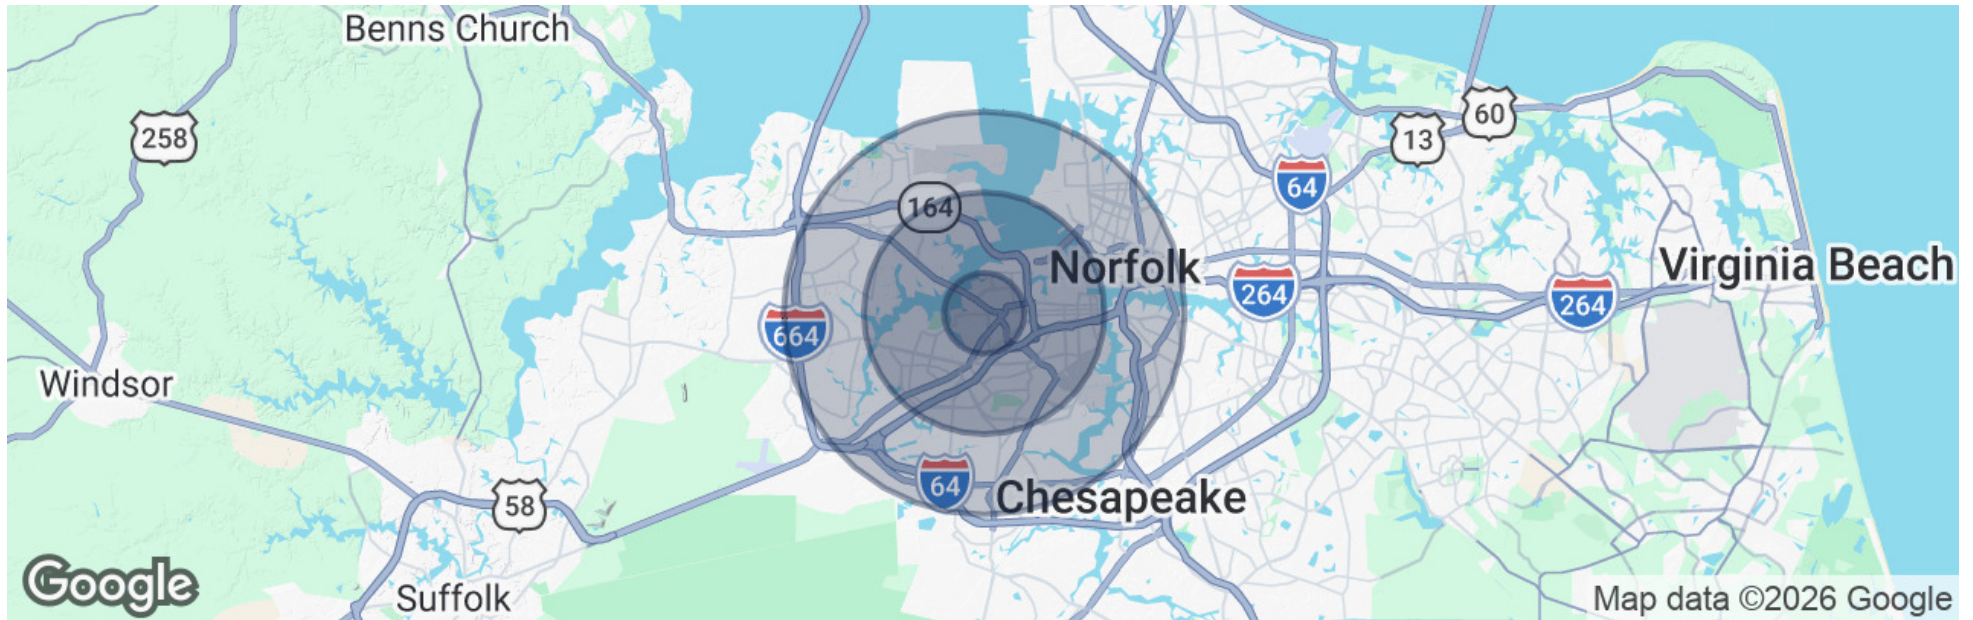 Benns Church
258
60
13
64
164
Norfolk
Virginia Beach
264
264
664
Windsor
Chesapeake
64
58
Suffolk
Google
Map data ©2026 Google